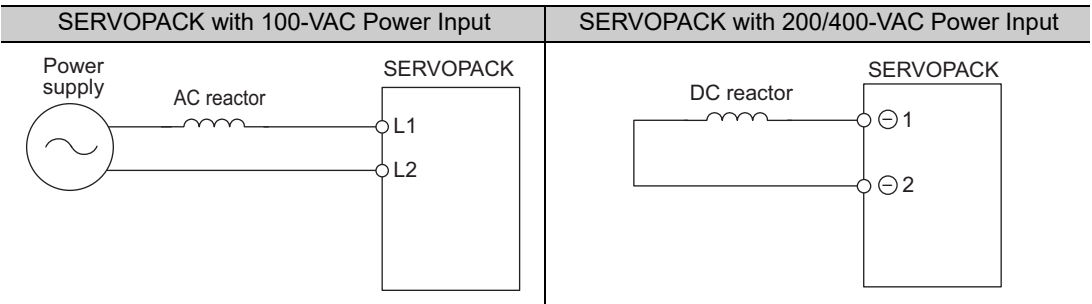 SERVOPACK with 100-VAC Power Input
SERVOPACK with 200/400-VAC Power Input
Power
supply
AC reactor
SERVOPACK
L1
L2
DC reactor
SERVOPACK
⊖ 1
⊖ 2